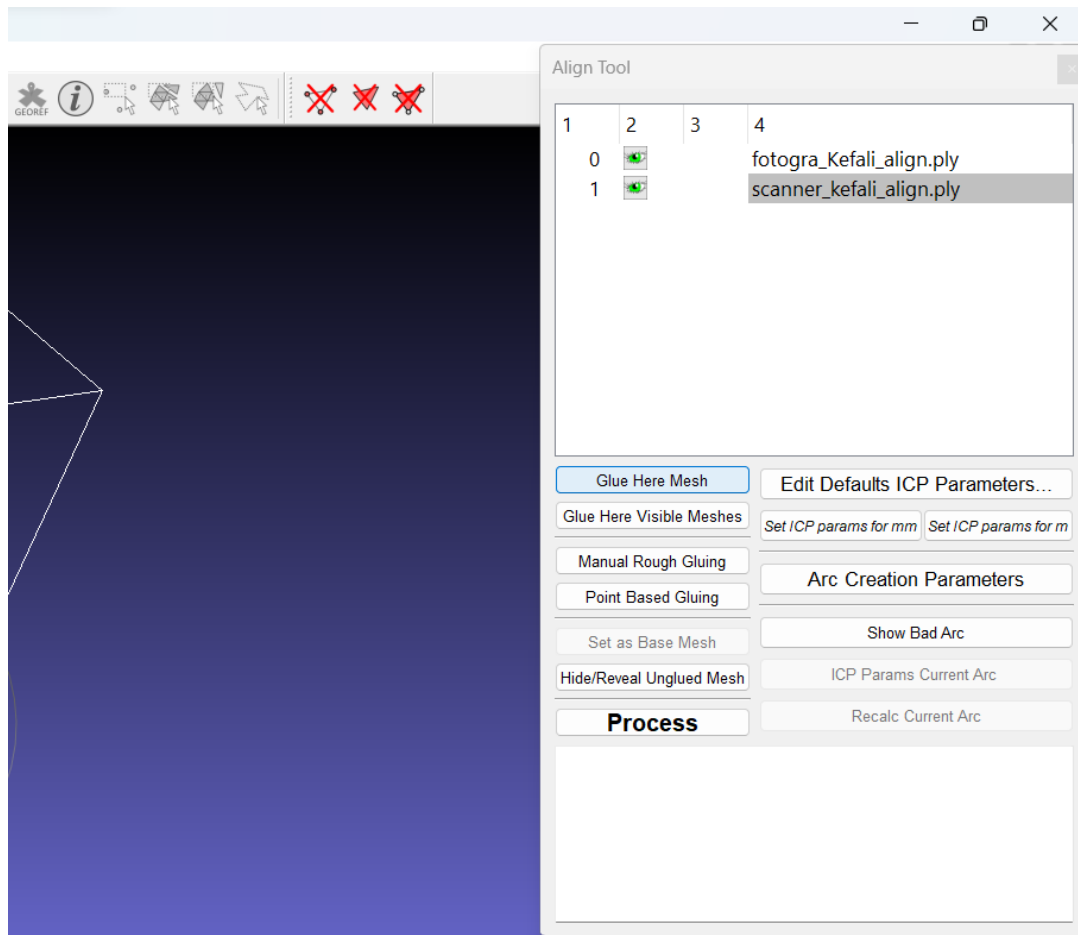 Align Tool
GEOREF
1 2 3 4
0 fotogra_Kefali_align.ply
1 scanner_kefali_align.ply
Glue Here Mesh
Edit Defaults ICP Parameters...
Glue Here Visible Meshes
Set ICP params for mm
Set ICP params for m
Manual Rough Gluing
Arc Creation Parameters
Point Based Gluing
Set as Base Mesh
Show Bad Arc
Hide/Reveal Unglued Mesh
ICP Params Current Arc
Process
Recalc Current Arc